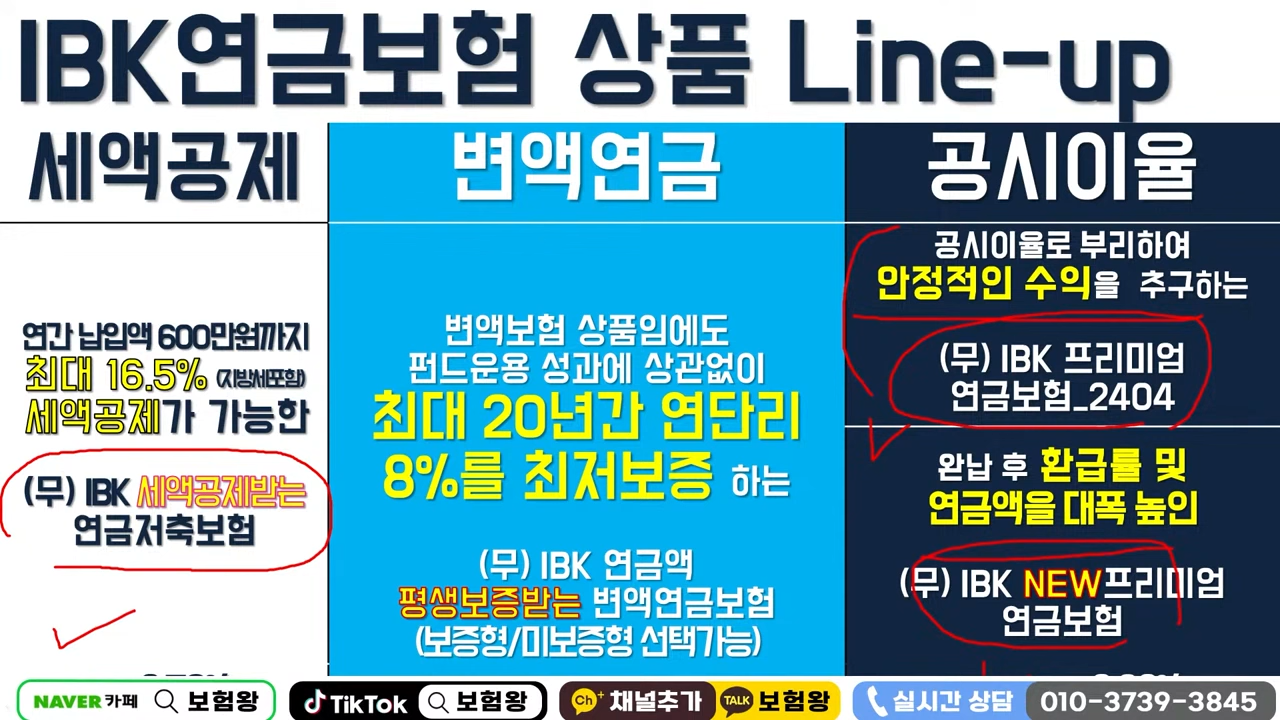 IBK연금보험 상품 Line-up
세액공제
연간 납입액 600만원까지
최대 16.5% (지방세포함)
세액공제가 가능한
(무) IBK 세액공제받는
연금저축보험
변액연금
변액보험 상품임에도
펀드운용 성과에 상관없이
최대 20년간 연단리
8%를 최저보증 하는
(무) IBK 연금액
평생보증받는 변액연금보험
(보증형/미보증형 선택가능)
공시이율
공시이율로 부리하여
안정적인 수익을 추구하는
(무) IBK 프리미엄
연금보험_2404
완납 후 환급률 및
연금액을 대폭 높인
(무) IBK NEW프리미엄
연금보험
NAVER 카페 보험왕
TikTok 보험왕
Ch+ 채널추가 TALK 보험왕
실시간 상담 010-3739-3845